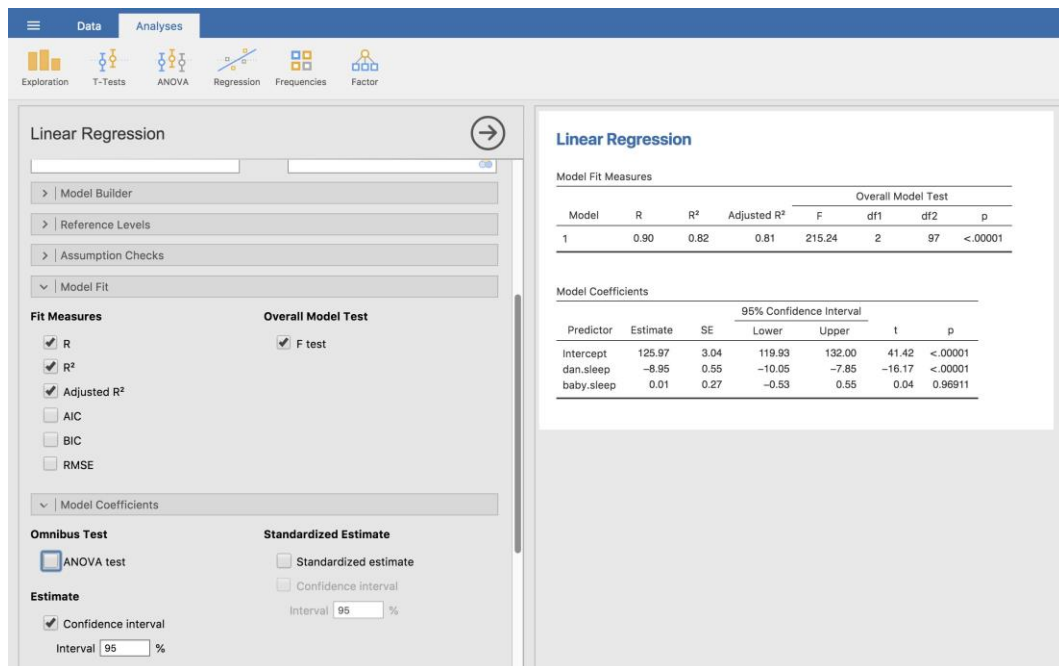 Data Analyses
Exploration T-Tests ANOVA Regression Frequencies Factor
Linear Regression
Model Builder
Reference Levels
Assumption Checks
Model Fit
Fit Measures Overall Model Test
R F test
R²
Adjusted R²
AIC
BIC
RMSE
Model Coefficients
Omnibus Test Standardized Estimate
ANOVA test Standardized estimate
Confidence interval
Estimate
Interval 95 %
Confidence interval
Interval 95 %
Linear Regression
Model Fit Measures
Overall Model Test
Model R R² Adjusted R² F df1 df2 p
1 0.90 0.82 0.81 215.24 2 97 <.00001
Model Coefficients
95% Confidence Interval
Predictor Estimate SE Lower Upper t p
Intercept 125.97 3.04 119.93 132.00 41.42 <.00001
dan.sleep −8.95 0.55 −10.05 −7.85 −16.17 <.00001
baby.sleep 0.01 0.27 −0.53 0.55 0.04 0.96911